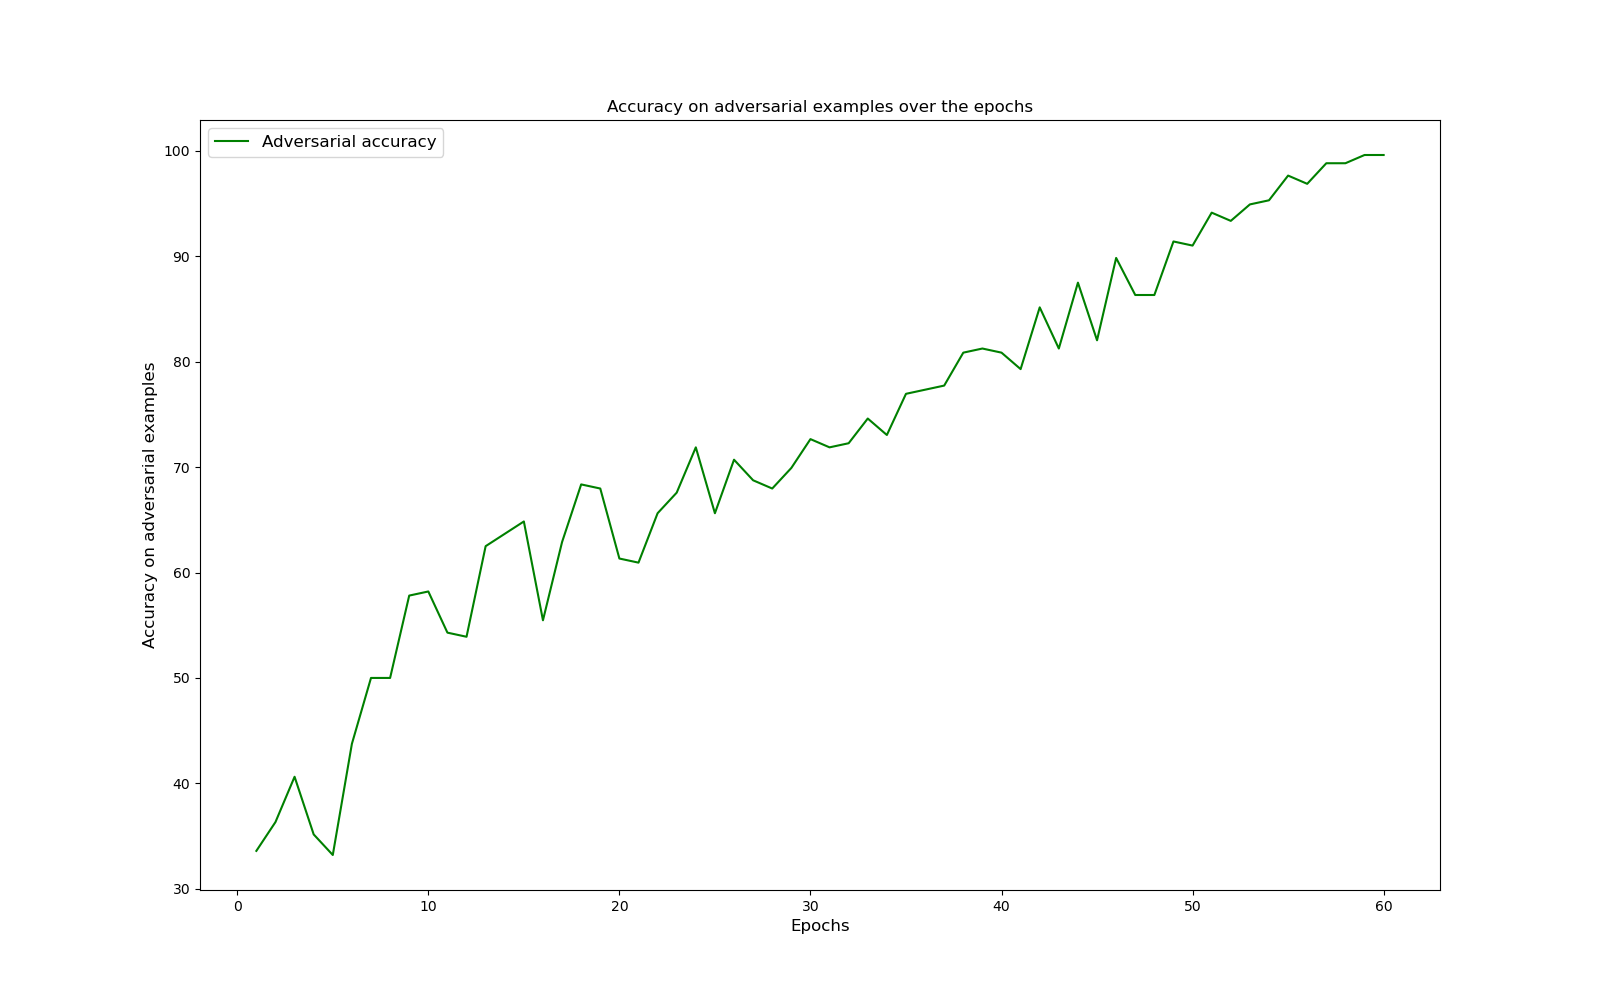 Accuracy on adversarial examples over the epochs
Adversarial accuracy
100
90
80
70
60
50
40
30
Accuracy on adversarial examples
0 10 20 30 40 50 60
Epochs